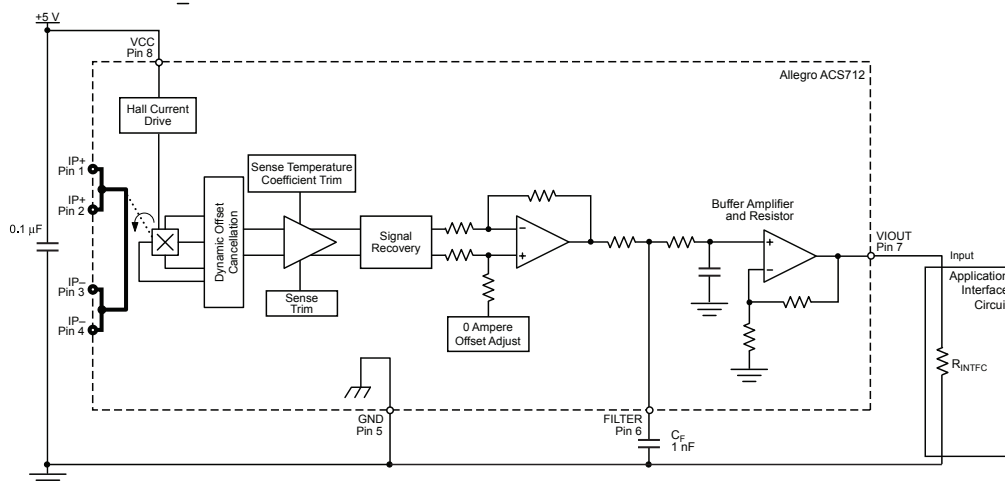 +5 V
VCC
Pin 8
Allegro ACS712
Hall Current
Drive
IP+
Pin 1
IP+
Pin 2
0.1 μF
IP–
Pin 3
IP–
Pin 4
Dynamic Offset
Cancellation
Sense Temperature
Coefficient Trim
Sense
Trim
Signal
Recovery
0 Ampere
Offset Adjust
Buffer Amplifier
and Resistor
VIOUT
Pin 7
Input
Application
Interface
Circui
RINTFC
GND
Pin 5
FILTER
Pin 6
CF
1 nF